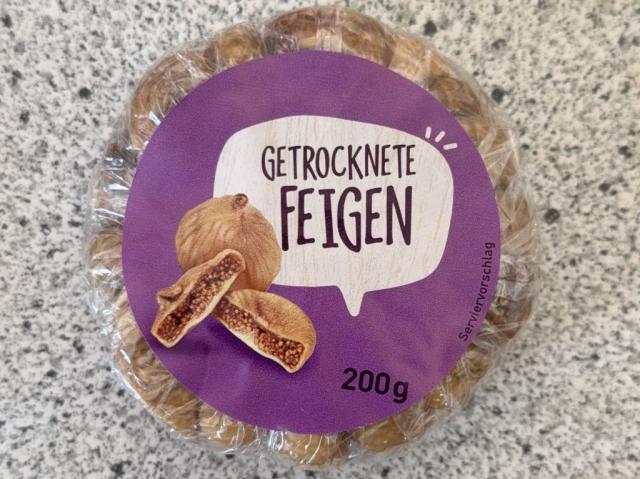 GETROCKNETE
FEIGEN
Serviervorschlag
200g